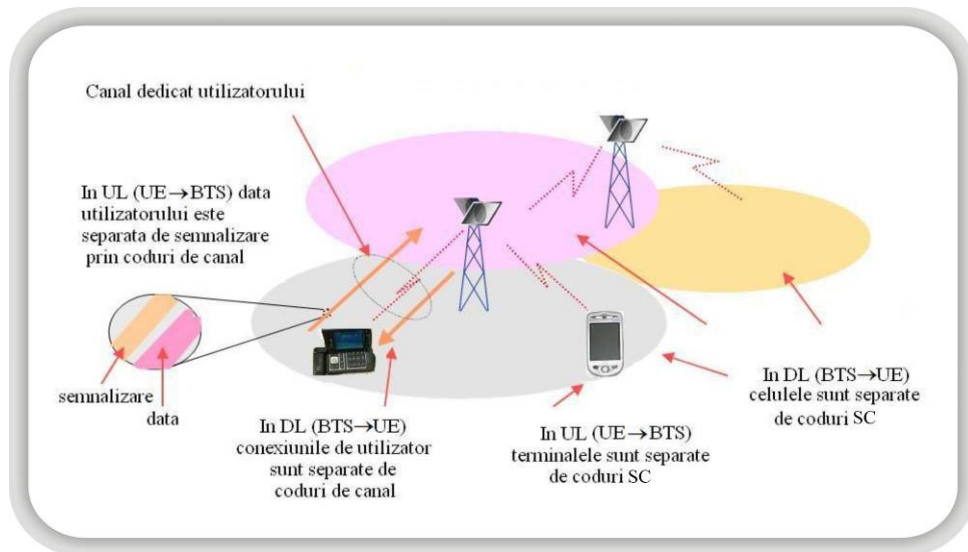 Canal dedicat utilizatorului
In UL (UE→BTS) data
utilizatorului este
separata de semnalizare
prin coduri de canal
semnalizare
data
In DL (BTS→UE)
conexiunile de utilizator
sunt separate de
coduri de canal
In UL (UE→BTS)
terminalele sunt separate
de coduri SC
In DL (BTS→UE)
celulele sunt separate
de coduri SC